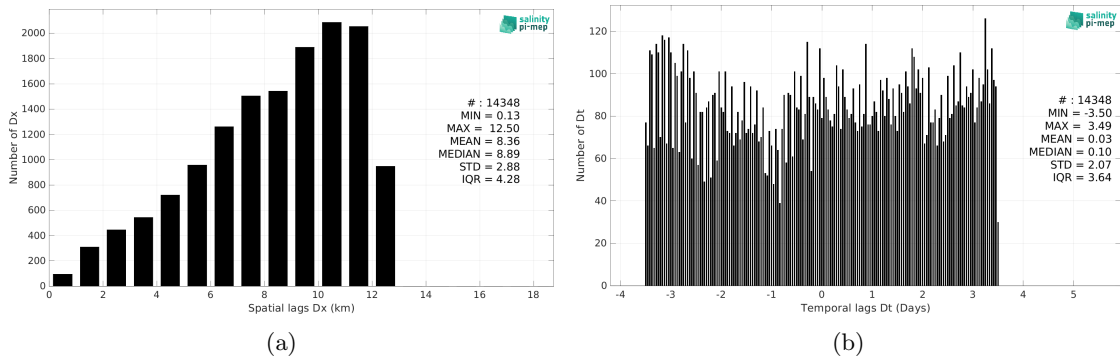 salinity
pi-mep
Number of Dx
2000
1800
1600
1400
1200
1000
800
600
400
200
0
# : 14348
MIN = 0.13
MAX = 12.50
MEAN = 8.36
MEDIAN = 8.89
STD = 2.88
IQR = 4.28
0 2 4 6 8 10 12 14 16 18
Spatial lags Dx (km)
(a)
salinity
pi-mep
Number of Dt
120
100
80
60
40
20
0
# : 14348
MIN = -3.50
MAX = 3.49
MEAN = 0.03
MEDIAN = 0.10
STD = 2.07
IQR = 3.64
-4 -3 -2 -1 0 1 2 3 4 5
Temporal lags Dt (Days)
(b)